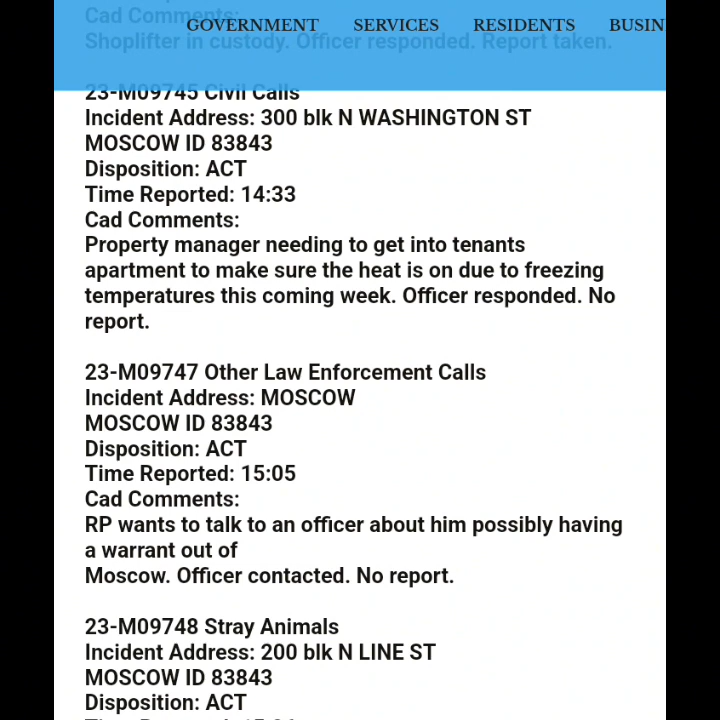 Cad Comments:
GOVERNMENT SERVICES RESIDENTS BUSIN
Shoplifter in custody. Officer responded. Report taken.
23-M09745 Civil Calls
Incident Address: 300 blk N WASHINGTON ST
MOSCOW ID 83843
Disposition: ACT
Time Reported: 14:33
Cad Comments:
Property manager needing to get into tenants
apartment to make sure the heat is on due to freezing
temperatures this coming week. Officer responded. No
report.
23-M09747 Other Law Enforcement Calls
Incident Address: MOSCOW
MOSCOW ID 83843
Disposition: ACT
Time Reported: 15:05
Cad Comments:
RP wants to talk to an officer about him possibly having
a warrant out of
Moscow. Officer contacted. No report.
23-M09748 Stray Animals
Incident Address: 200 blk N LINE ST
MOSCOW ID 83843
Disposition: ACT